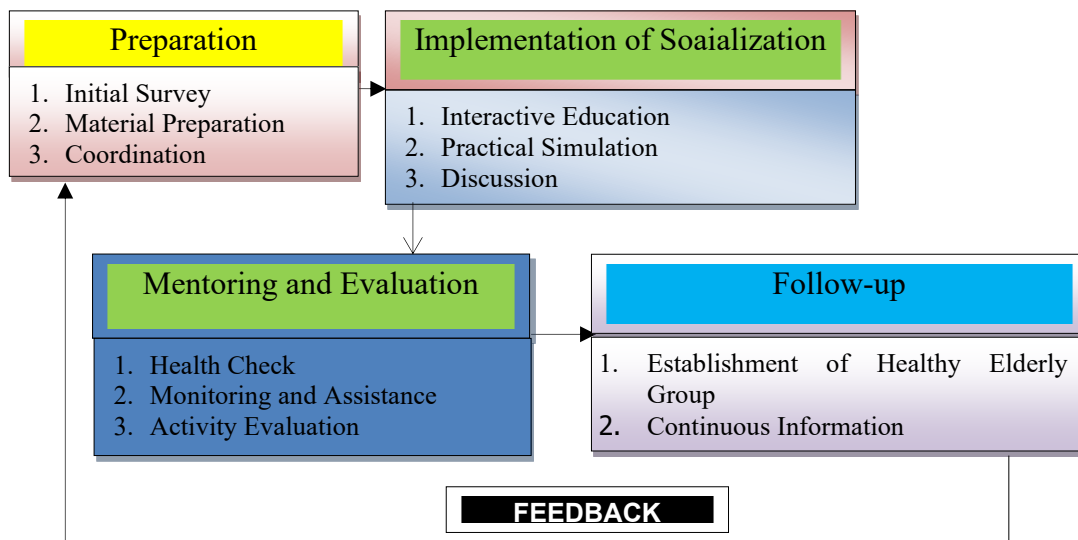 Preparation
1. Initial Survey
2. Material Preparation
3. Coordination
Implementation of Soaialization
1. Interactive Education
2. Practical Simulation
3. Discussion
Mentoring and Evaluation
1. Health Check
2. Monitoring and Assistance
3. Activity Evaluation
Follow-up
1. Establishment of Healthy Elderly
Group
2. Continuous Information
FEEDBACK